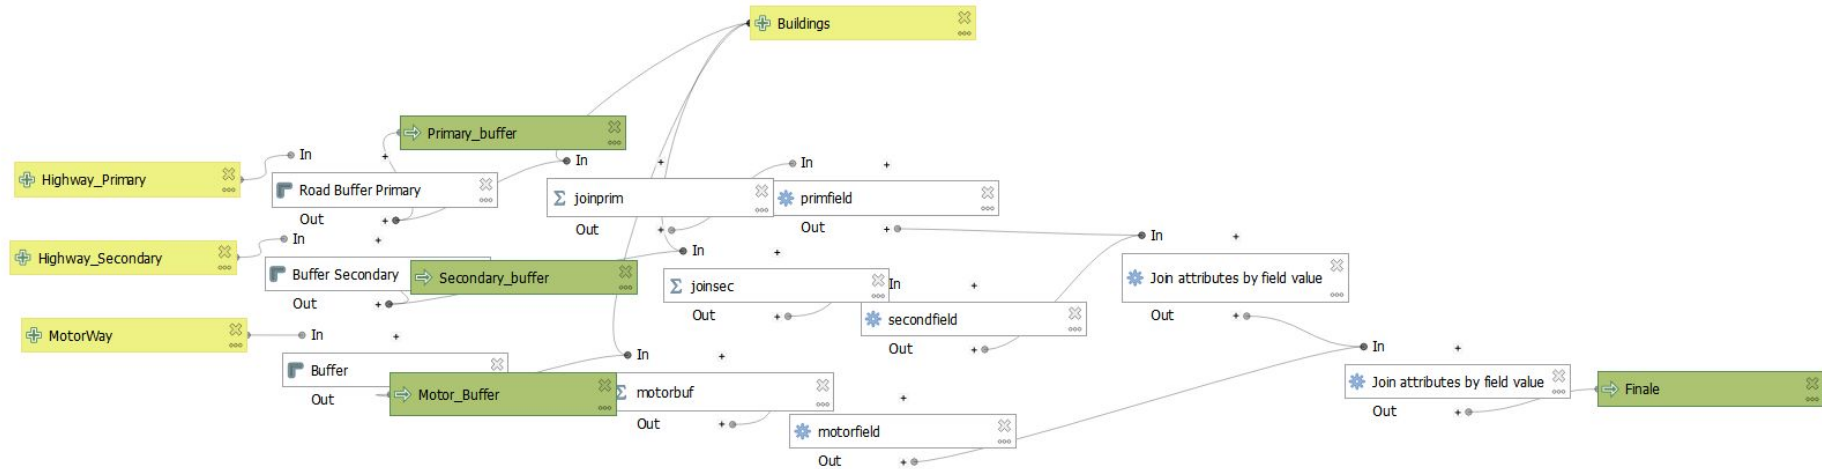 Buildings
Primary_buffer
In
In
In
Highway_Primary
Road Buffer Primary
joinprim
primfield
Out
Out
Out
In
In
In
Highway_Secondary
Buffer Secondary
Secondary_buffer
joinsec
In
Join attributes by field value
Out
Out
secondfield
Out
MotorWay
In
Out
In
In
Buffer
Motor_Buffer
motorbuf
Join attributes by field value
Finale
Out
Out
motorfield
Out
Out